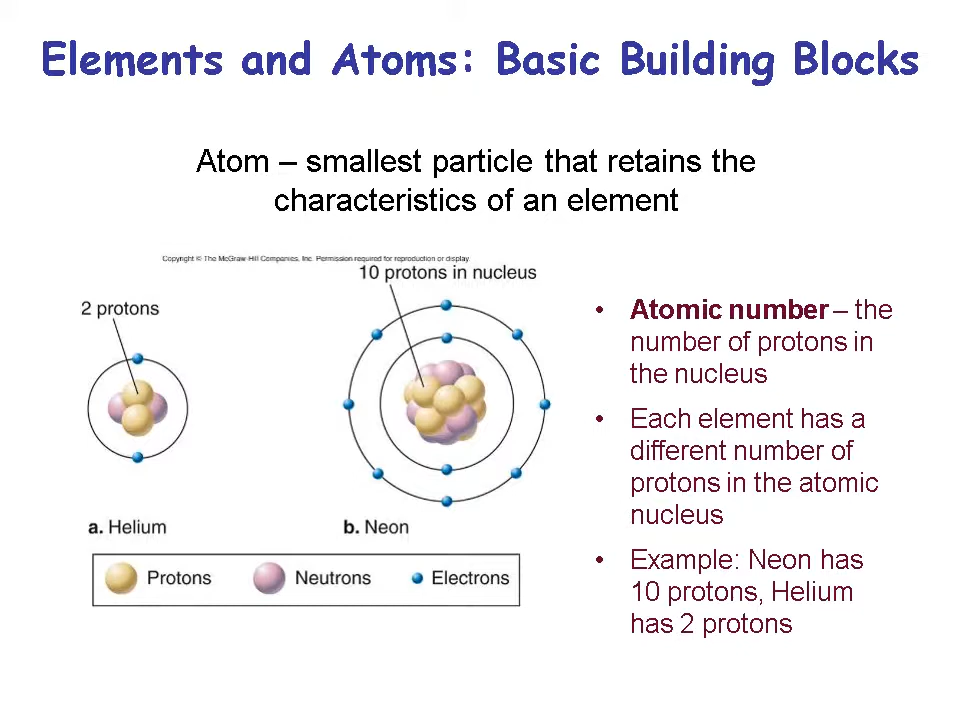 Elements and Atoms: Basic Building Blocks
Atom – smallest particle that retains the
characteristics of an element
Copyright © The McGraw-Hill Companies, Inc. Permission required for reproduction or display.
10 protons in nucleus
2 protons
a. Helium
b. Neon
Protons
Neutrons
Electrons
• Atomic number – the
number of protons in
the nucleus
• Each element has a
different number of
protons in the atomic
nucleus
• Example: Neon has
10 protons, Helium
has 2 protons